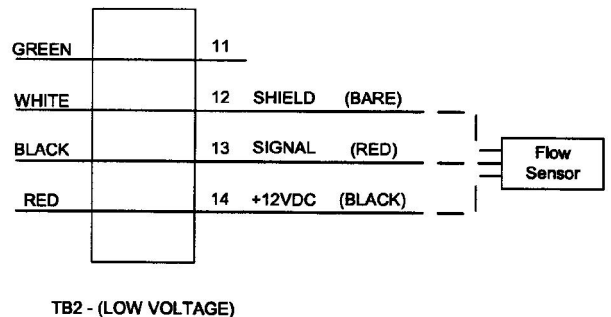 GREEN 11
WHITE 12 SHIELD (BARE)
BLACK 13 SIGNAL (RED)
RED 14 +12VDC (BLACK)
Flow
Sensor
TB2 - (LOW VOLTAGE)